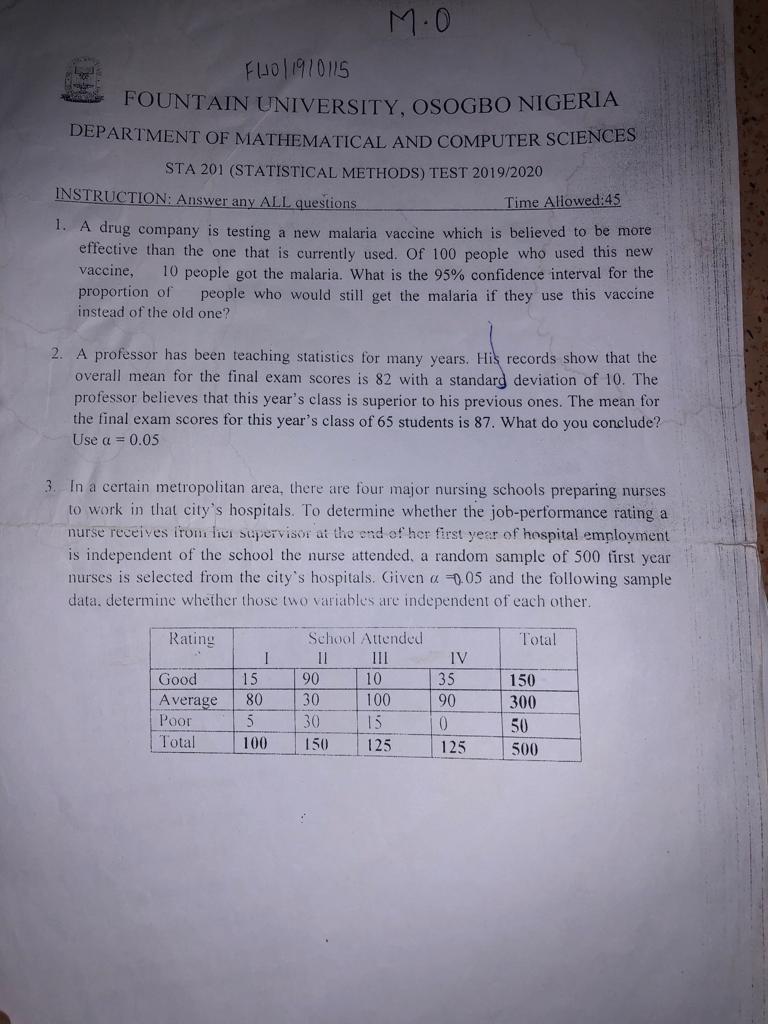 M.O
FUO/19/0115
FOUNTAIN UNIVERSITY, OSOGBO NIGERIA
DEPARTMENT OF MATHEMATICAL AND COMPUTER SCIENCES
STA 201 (STATISTICAL METHODS) TEST 2019/2020
INSTRUCTION: Answer any ALL questions Time Allowed:45
1. A drug company is testing a new malaria vaccine which is believed to be more
effective than the one that is currently used. Of 100 people who used this new
vaccine, 10 people got the malaria. What is the 95% confidence interval for the
proportion of people who would still get the malaria if they use this vaccine
instead of the old one?
2. A professor has been teaching statistics for many years. His records show that the
overall mean for the final exam scores is 82 with a standard deviation of 10. The
professor believes that this year's class is superior to his previous ones. The mean for
the final exam scores for this year's class of 65 students is 87. What do you conclude?
Use α = 0.05
3. In a certain metropolitan area, there are four major nursing schools preparing nurses
to work in that city's hospitals. To determine whether the job-performance rating a
nurse receives from her supervisor at the end of her first year of hospital employment
is independent of the school the nurse attended, a random sample of 500 first year
nurses is selected from the city's hospitals. Given α =0.05 and the following sample
data, determine whether those two variables are independent of each other.
Rating School Attended Total
I II III IV
Good 15 90 10 35 150
Average 80 30 100 90 300
Poor 5 30 15 0 50
Total 100 150 125 125 500